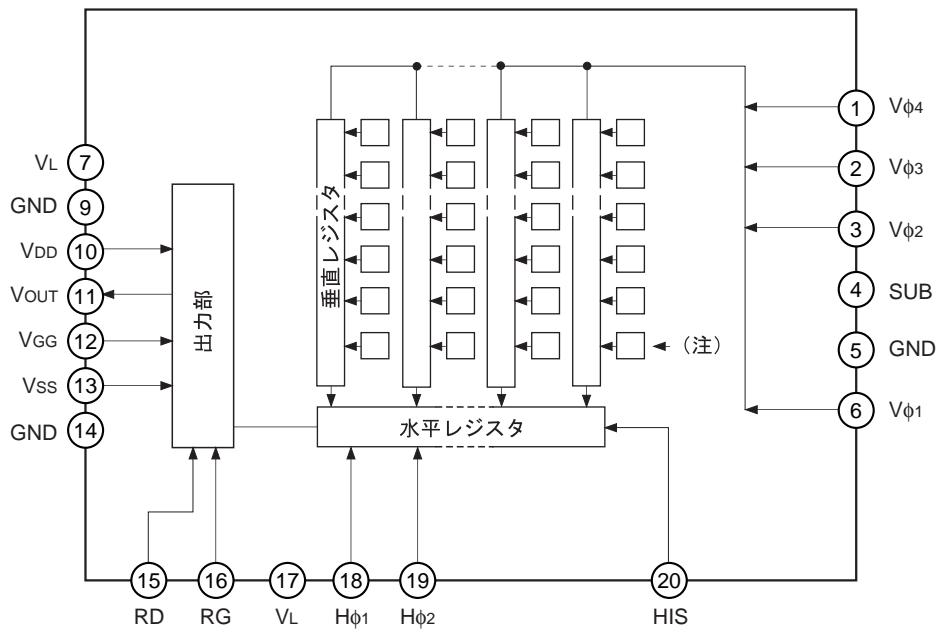 1 Vφ4
2 Vφ3
3 Vφ2
4 SUB
5 GND
6 Vφ1
VL 7
GND 9
VDD 10
VOUT 11
VGG 12
VSS 13
GND 14
出力部
垂直レジスタ
(注)
水平レジスタ
15 16 17 18 19 20
RD RG VL Hφ1 Hφ2 HIS